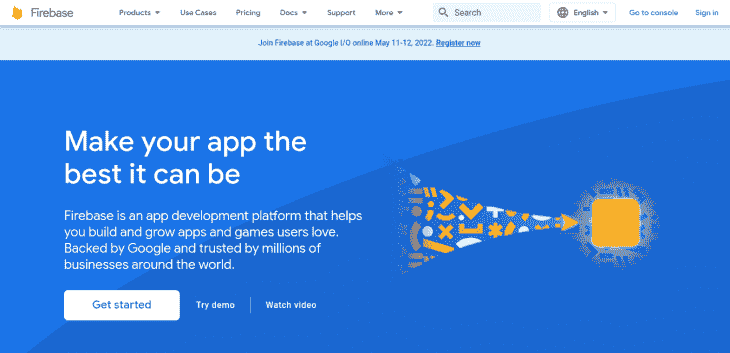 Firebase Products Use Cases Pricing Docs Support More Search English Go to console Sign in
Join Firebase at Google I/O online May 11-12, 2022. Register now
Make your app the
best it can be
Firebase is an app development platform that helps
you build and grow apps and games users love.
Backed by Google and trusted by millions of
businesses around the world.
Get started Try demo Watch video